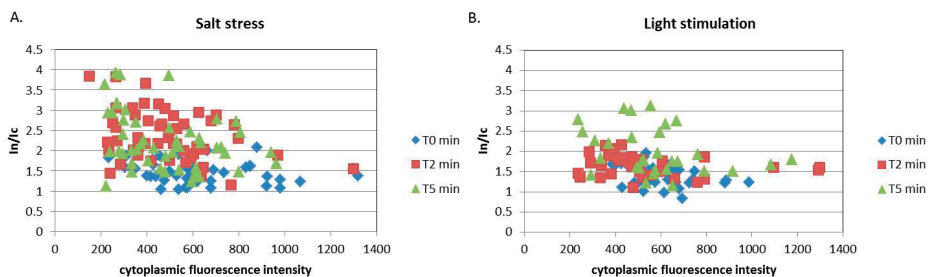 A.
Salt stress
In/Ic
4.5
4
3.5
3
2.5
2
1.5
1
0.5
0
0 200 400 600 800 1000 1200 1400
cytoplasmic fluorescence intensity
T0 min
T2 min
T5 min
B.
Light stimulation
In/Ic
4.5
4
3.5
3
2.5
2
1.5
1
0.5
0
0 200 400 600 800 1000 1200 1400
cytoplasmic fluorescence intesity
T0 min
T2 min
T5 min